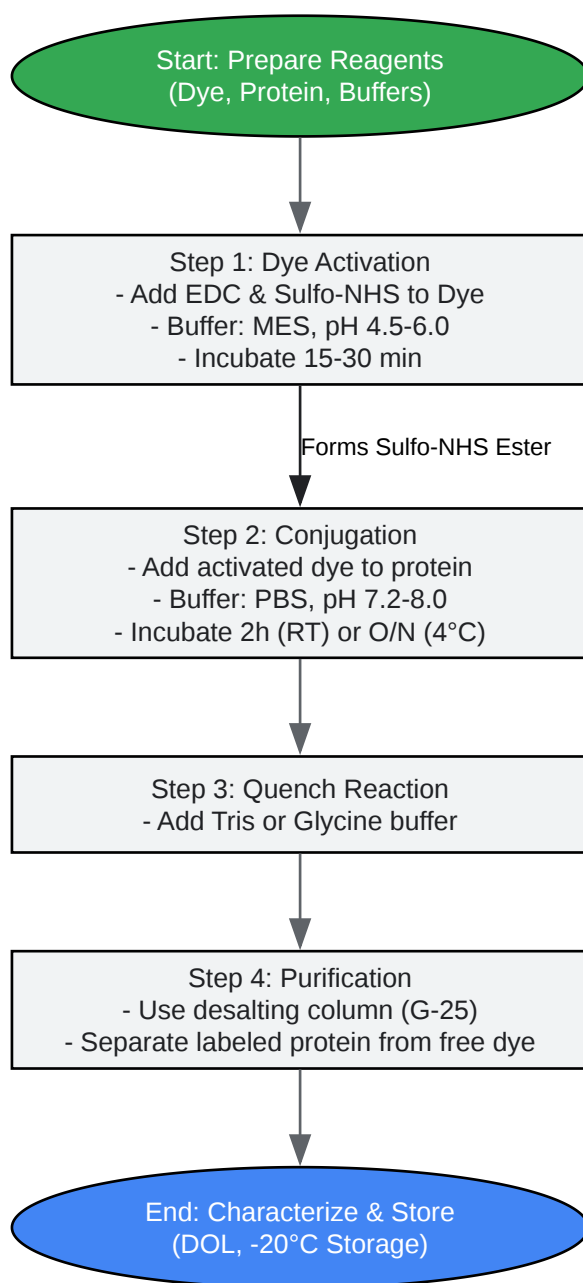 Start: Prepare Reagents
(Dye, Protein, Buffers)
Step 1: Dye Activation
- Add EDC & Sulfo-NHS to Dye
- Buffer: MES, pH 4.5-6.0
- Incubate 15-30 min
Forms Sulfo-NHS Ester
Step 2: Conjugation
- Add activated dye to protein
- Buffer: PBS, pH 7.2-8.0
- Incubate 2h (RT) or O/N (4°C)
Step 3: Quench Reaction
- Add Tris or Glycine buffer
Step 4: Purification
- Use desalting column (G-25)
- Separate labeled protein from free dye
End: Characterize & Store
(DOL, -20°C Storage)